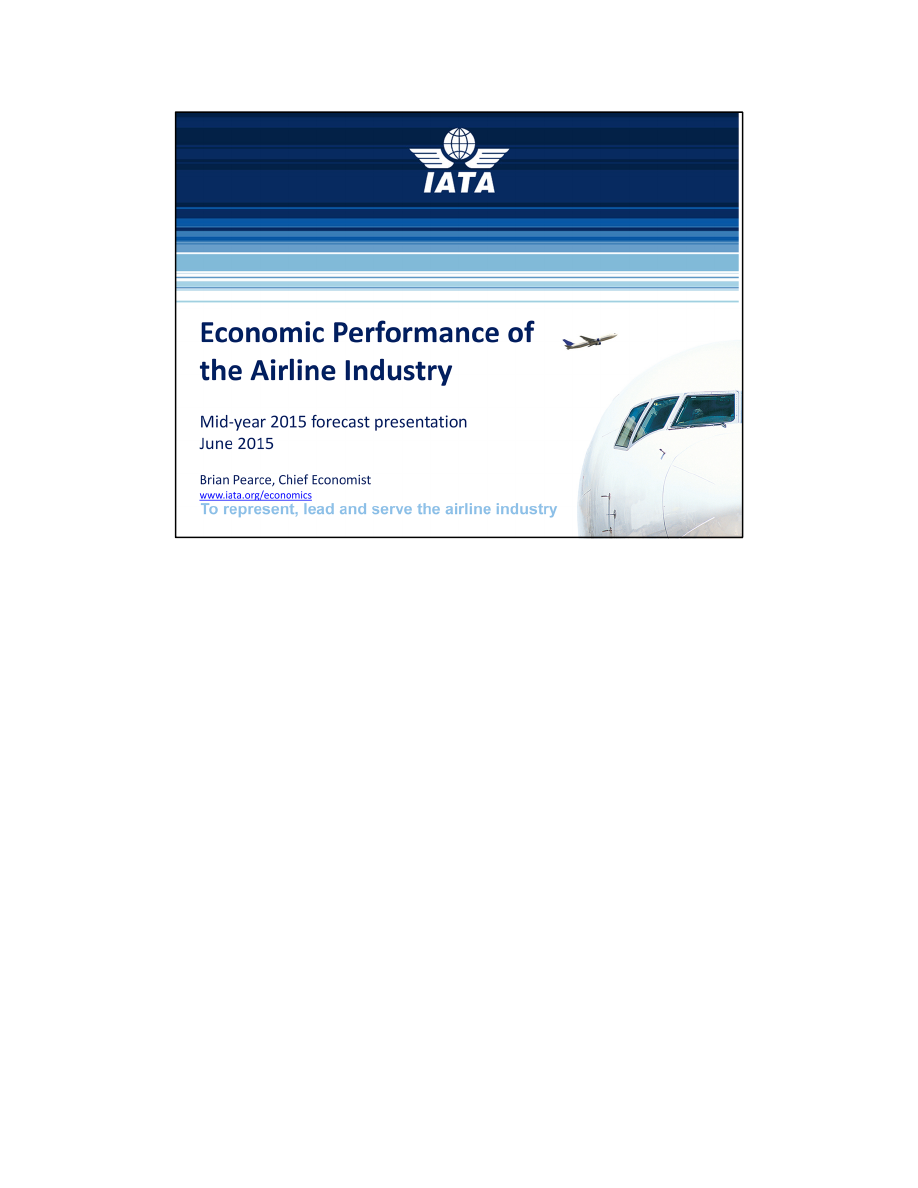 IATA
Economic Performance of
the Airline Industry
Mid-year 2015 forecast presentation
June 2015
Brian Pearce, Chief Economist
www.iata.org/economics
To represent, lead and serve the airline industry